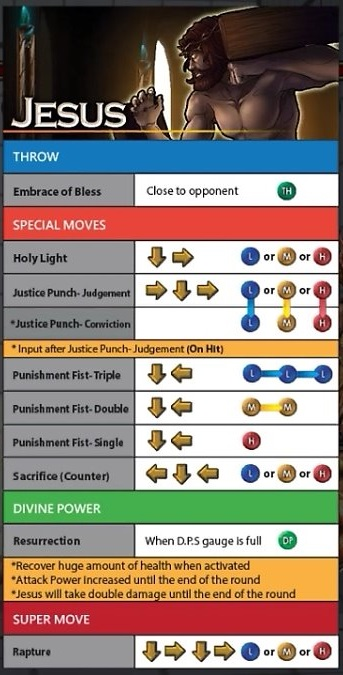 JESUS
THROW
Embrace of Bless Close to opponent TH
SPECIAL MOVES
Holy Light L or M or H
Justice Punch- Judgement L or M or H
*Justice Punch- Conviction L M H
* Input after Justice Punch- Judgement (On Hit)
Punishment Fist- Triple L L L
Punishment Fist- Double M M
Punishment Fist- Single H
Sacrifice (Counter) L or M or H
DIVINE POWER
Resurrection When D.P.S gauge is full DP
*Recover huge amount of health when activated
*Attack Power increased until the end of the round
*Jesus will take double damage until the end of the round
SUPER MOVE
Rapture L or M or H